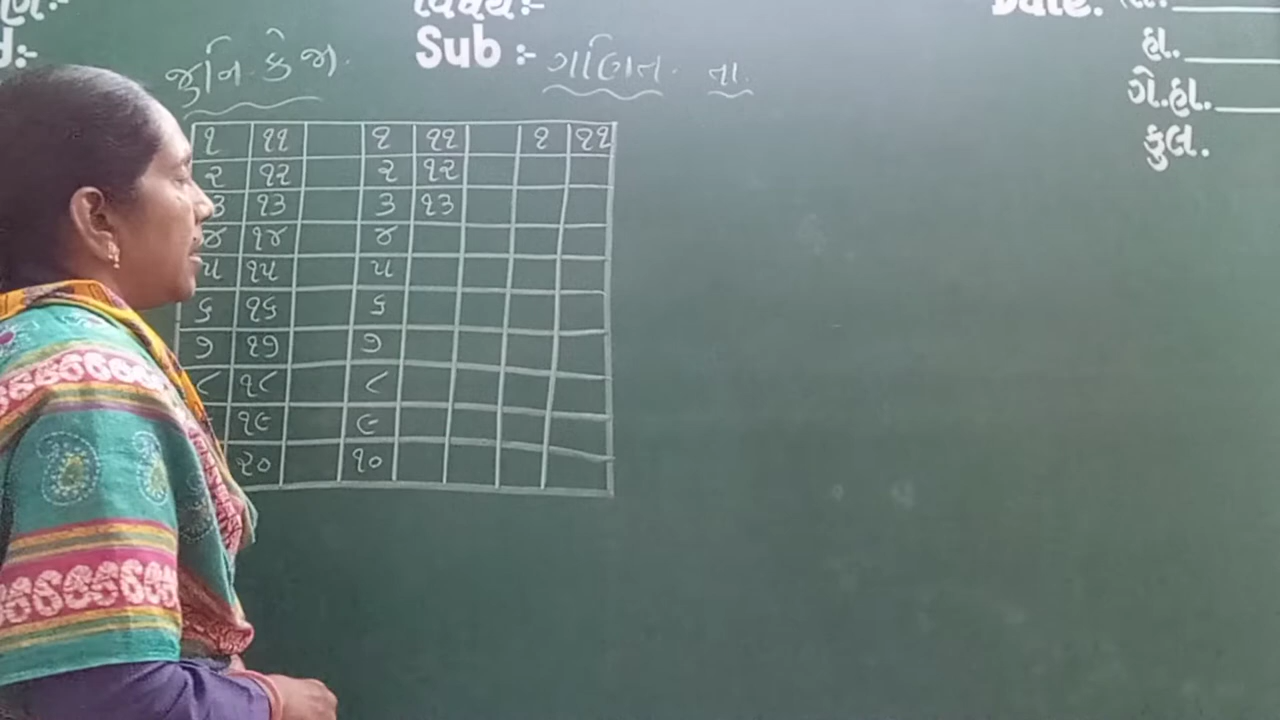 વિષય:-
Date. તા.
Sub :- ગણિત. ના.
જુનિ કે જી.
હા.
ગે.હા.
કુલ.
૧ ૧૧ ૧ ૧૧ ૧ ૧૧
૨ ૧૨ ૨ ૧૨
૩ ૧૩ ૩ ૧૩
૪ ૧૪ ૪
૫ ૧૫ ૫
૬ ૧૬ ૬
૭ ૧૭ ૭
૮ ૧૮ ૮
૧૯ ૯
૨૦ ૧૦